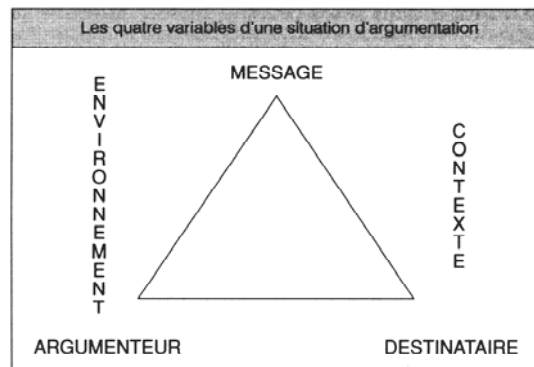 Les quatre variables d'une situation d'argumentation
MESSAGE
ENVIRONNEMENT
CONTEXTE
ARGUMENTEUR
DESTINATAIRE